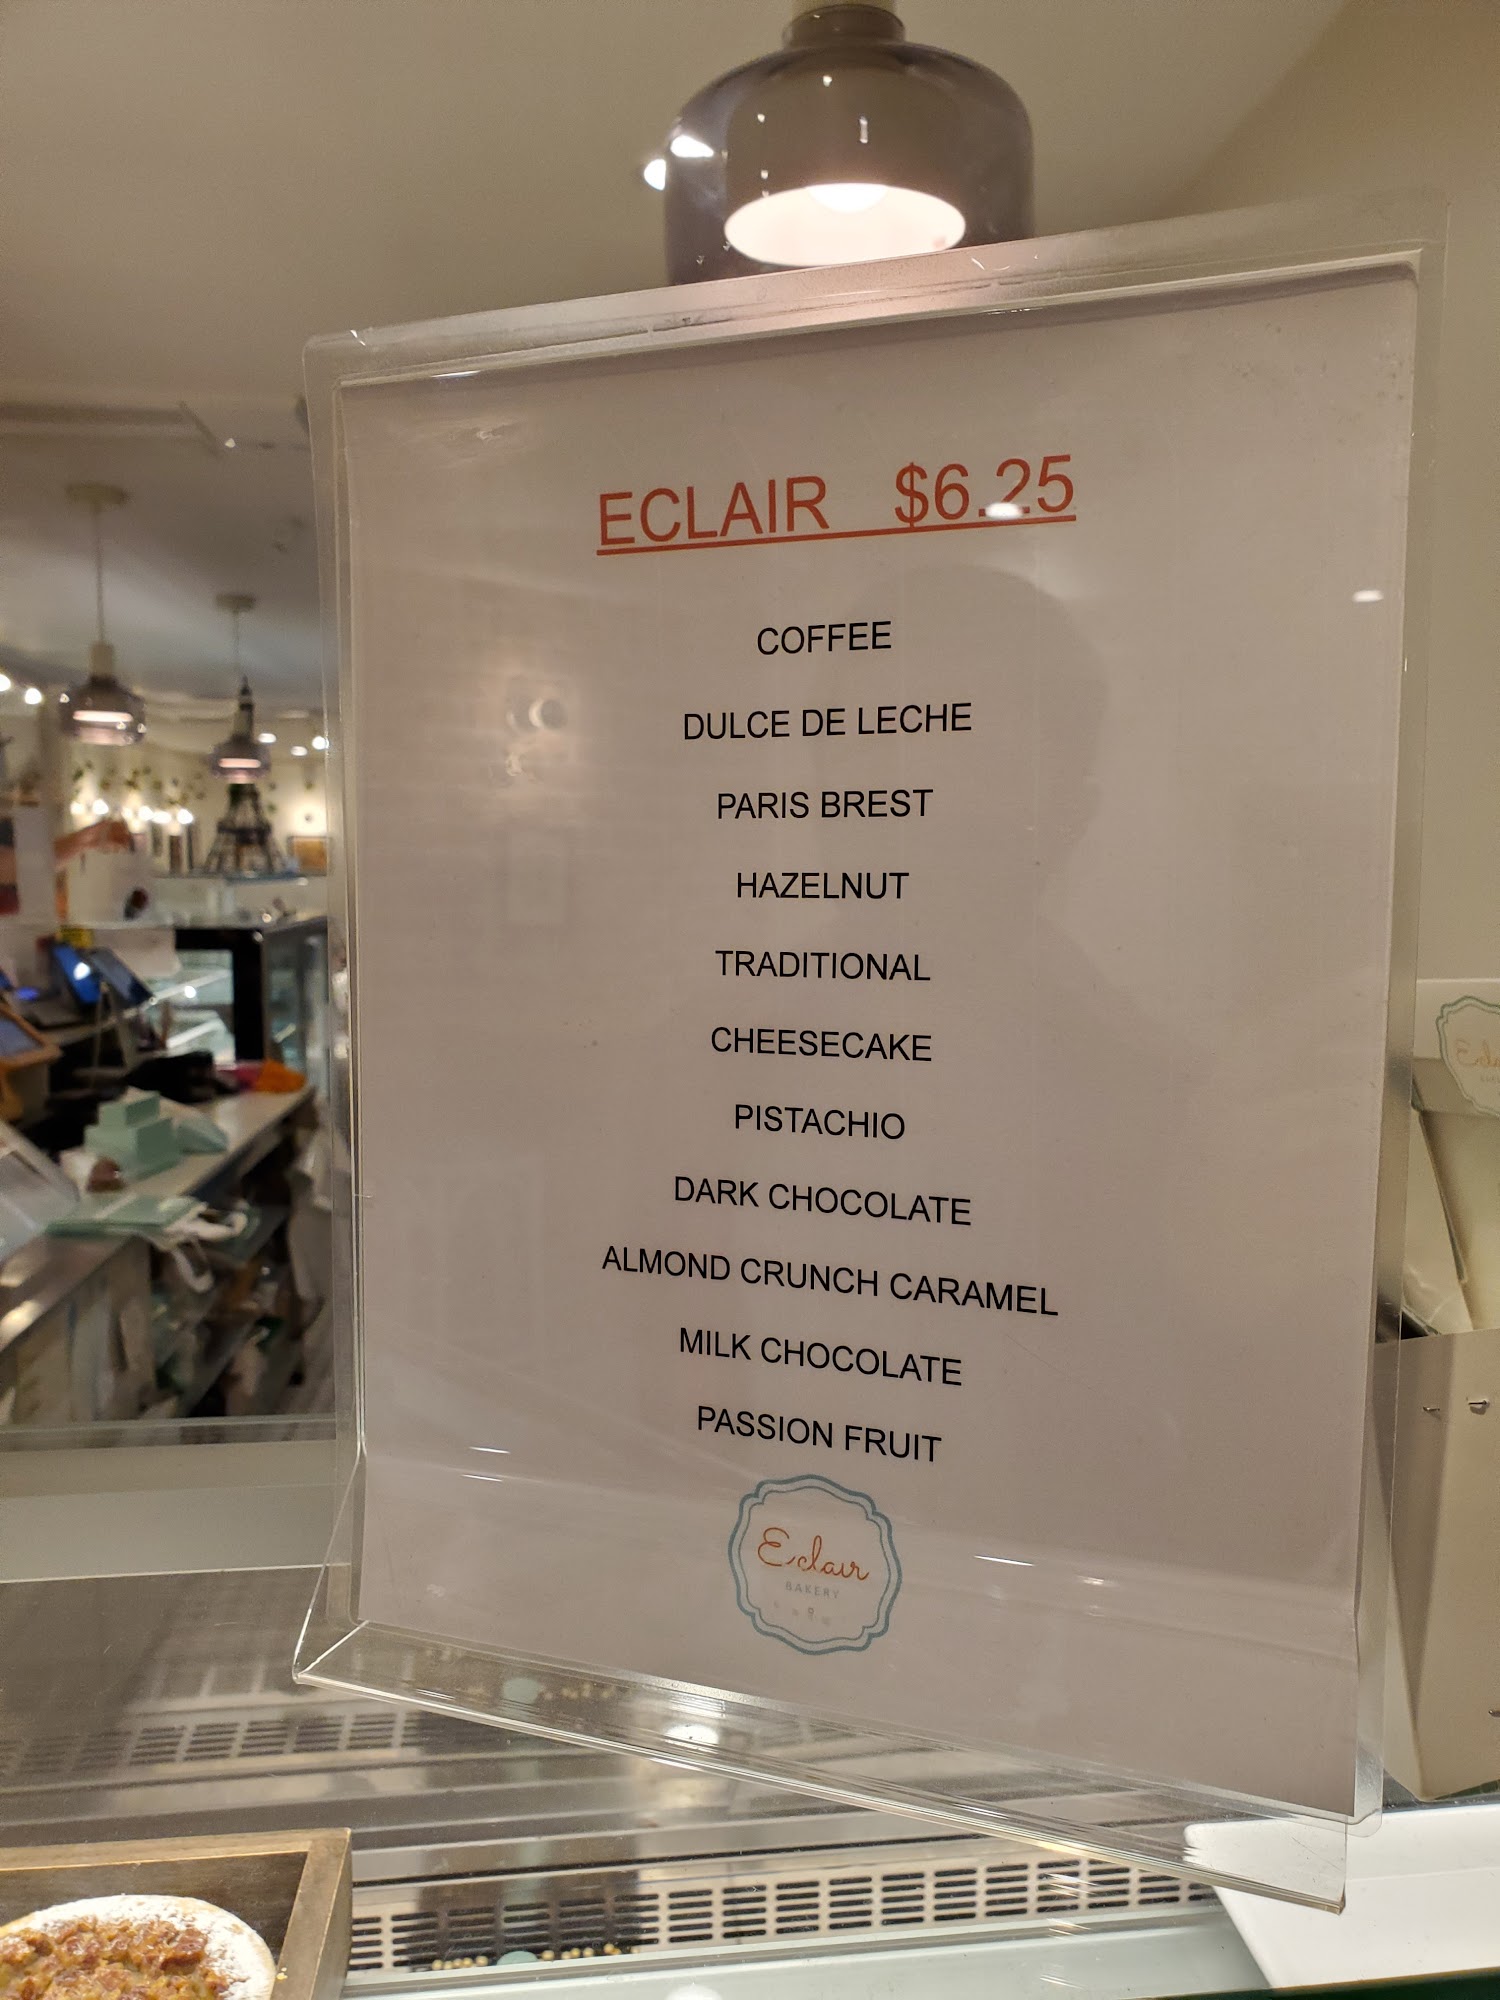 ECLAIR $6.25
COFFEE
DULCE DE LECHE
PARIS BREST
HAZELNUT
TRADITIONAL
CHEESECAKE
PISTACHIO
DARK CHOCOLATE
ALMOND CRUNCH CARAMEL
MILK CHOCOLATE
PASSION FRUIT
Eclair
BAKERY